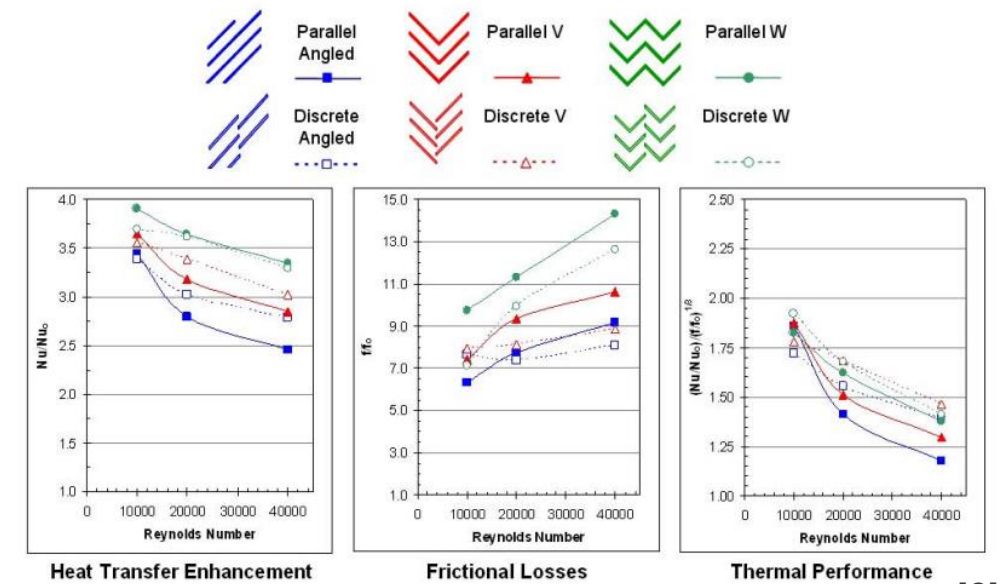 Parallel
Angled
Parallel V
Parallel W
Discrete
Angled
Discrete V
Discrete W
4.0
3.5
3.0
2.5
2.0
1.5
1.0
Nu/Nuₒ
0
10000
20000
30000
40000
Reynolds Number
Heat Transfer Enhancement
15.0
13.0
11.0
9.0
7.0
5.0
3.0
1.0
f/fₒ
0
10000
20000
30000
40000
Reynolds Number
Frictional Losses
2.50
2.25
2.00
1.75
1.50
1.25
1.00
(Nu/Nuₒ)/(f/fₒ)^1/3
0
10000
20000
30000
40000
Reynolds Number
Thermal Performance